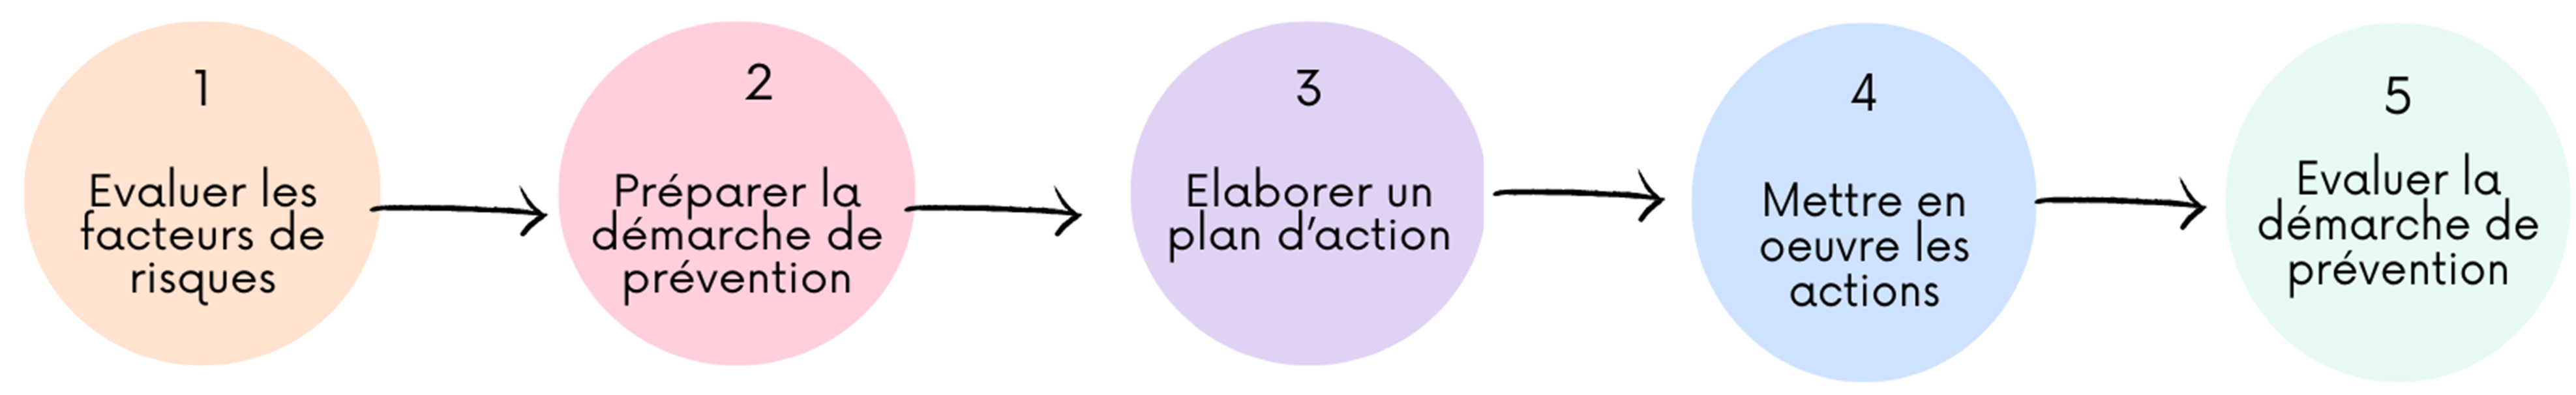 1
Evaluer les
facteurs de
risques
2
Préparer la
démarche de
prévention
3
Elaborer un
plan d'action
4
Mettre en
oeuvre les
actions
5
Evaluer la
démarche de
prévention